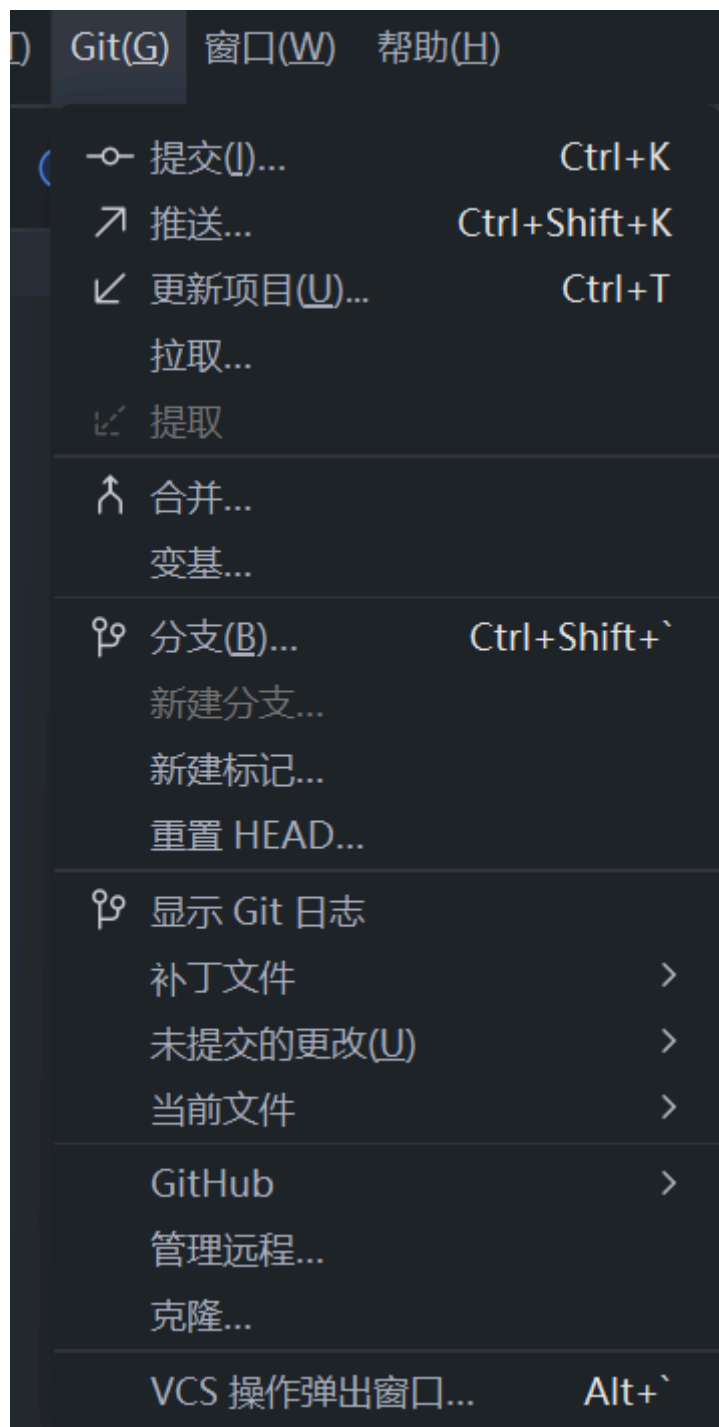 Git(G) 窗口(W) 帮助(H)
提交(I)... Ctrl+K
推送... Ctrl+Shift+K
更新项目(U)... Ctrl+T
拉取...
提取
合并...
变基...
分支(B)... Ctrl+Shift+`
新建分支...
新建标记...
重置 HEAD...
显示 Git 日志
补丁文件
未提交的更改(U)
当前文件
GitHub
管理远程...
克隆...
VCS 操作弹出窗口... Alt+`